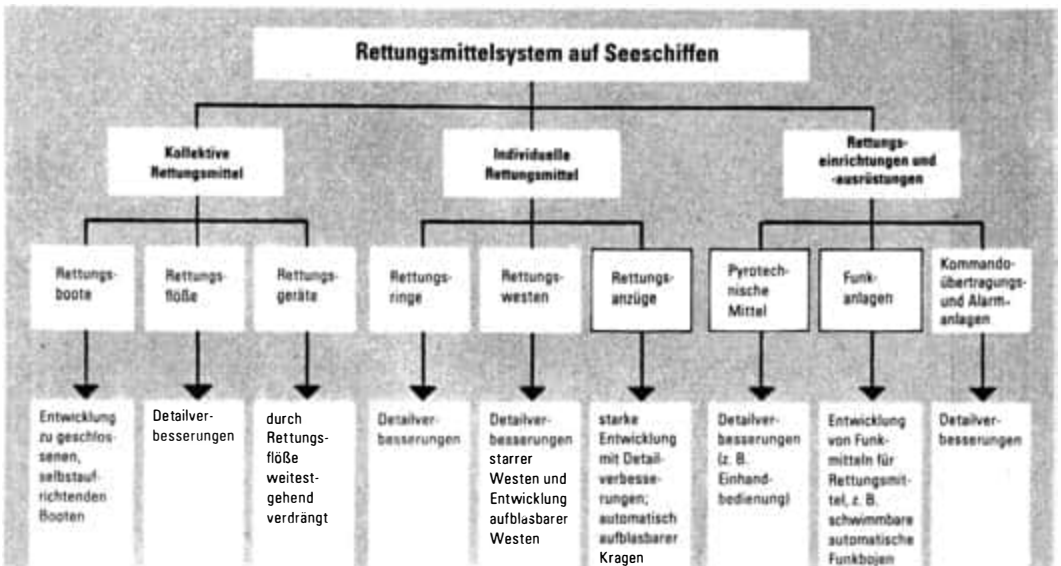 Rettungsmittelsystem auf Seeschiffen
Kollektive
Rettungsmittel
Individuelle
Rettungsmittel
Rettungs-
einrichtungen und
-ausrüstungen
Rettungs-
boote
Rettungs-
flöße
Rettungs-
geräte
Rettungs-
ringe
Rettungs-
westen
Rettungs-
anzüge
Pyrotech-
nische
Mittel
Funk-
anlagen
Kommando-
übertragungs-
und Alarm-
anlagen
Entwicklung
zu geschlos-
senen,
selbstauf-
richtenden
Booten
Detailver-
besserungen
durch
Rettungs-
flöße
weitest-
gehend
verdrängt
Detailver-
besserungen
Detailver-
besserungen
starrer
Westen und
Entwicklung
aufblasbarer
Westen
starke
Entwicklung
mit Detail-
verbesse-
rungen;
automatisch
aufblasbarer
Kragen
Detailver-
besserungen
(z. B.
Einhand-
bedienung)
Entwicklung
von Funk-
mitteln für
Rettungsmit-
tel, z. B.
schwimmbare
automatische
Funkbojen
Detailver-
besserungen